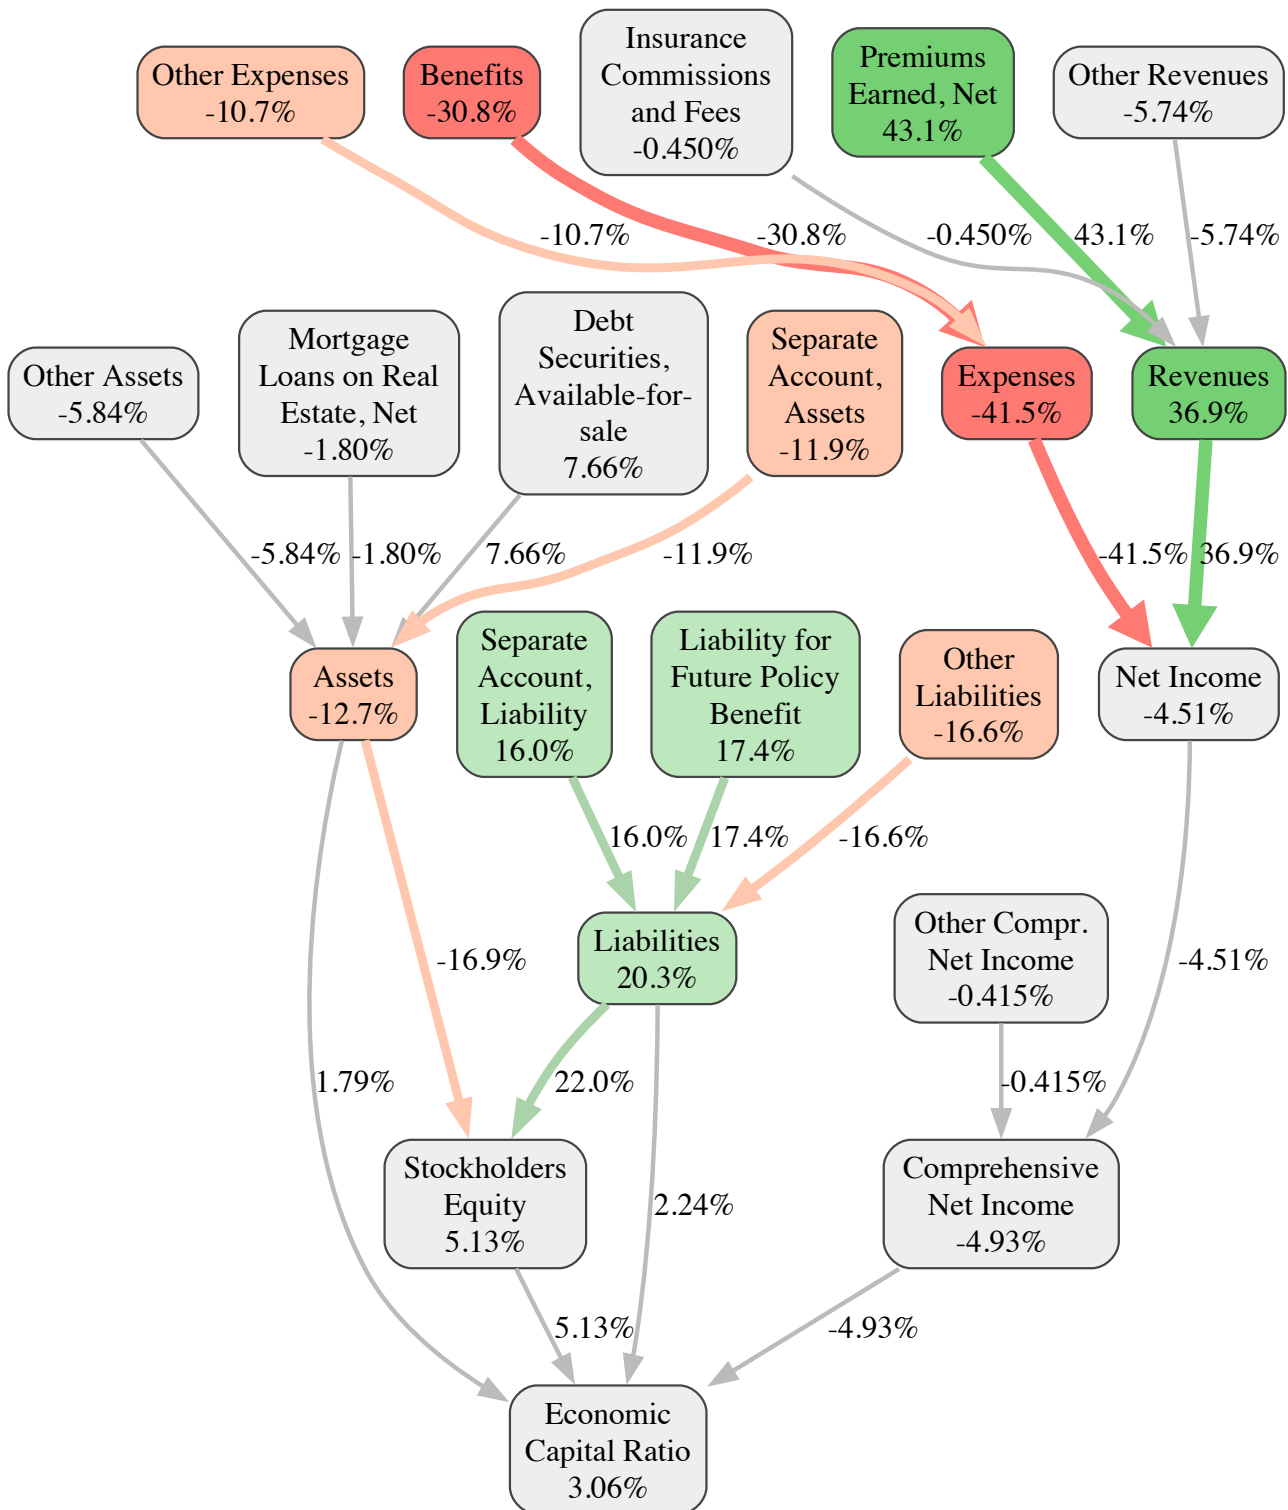 Other Expenses
-10.7%
Benefits
-30.8%
Insurance
Commissions
and Fees
-0.450%
Premiums
Earned, Net
43.1%
Other Revenues
-5.74%
-10.7%
-30.8%
-0.450%
43.1%
-5.74%
Other Assets
-5.84%
Mortgage
Loans on Real
Estate, Net
-1.80%
Debt
Securities,
Available-for-
sale
7.66%
Separate
Account,
Assets
-11.9%
Expenses
-41.5%
Revenues
36.9%
-5.84%
-1.80%
7.66%
-11.9%
-41.5%
36.9%
Assets
-12.7%
Separate
Account,
Liability
16.0%
Liability for
Future Policy
Benefit
17.4%
Other
Liabilities
-16.6%
Net Income
-4.51%
16.0%
17.4%
-16.6%
-16.9%
Liabilities
20.3%
Other Compr.
Net Income
-0.415%
-4.51%
1.79%
22.0%
-0.415%
Stockholders
Equity
5.13%
2.24%
Comprehensive
Net Income
-4.93%
5.13%
-4.93%
Economic
Capital Ratio
3.06%